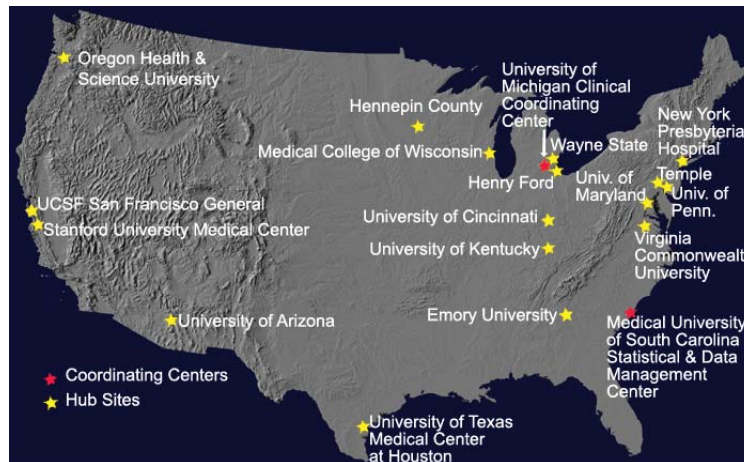 Oregon Health &
Science University
Hennepin County
Medical College of Wisconsin
University of
Michigan Clinical
Coordinating
Center
Wayne State
Henry Ford
New York
Presbyterian
Hospital
Temple
Univ. of
Penn.
Univ. of
Maryland
Virginia
Commonwealt
University
UCSF San Francisco General
Stanford University Medical Center
University of Cincinnati
University of Kentucky
University of Arizona
Emory University
Medical University
of South Carolina
Statistical & Data
Management
Center
Coordinating Centers
Hub Sites
University of Texas
Medical Center
at Houston